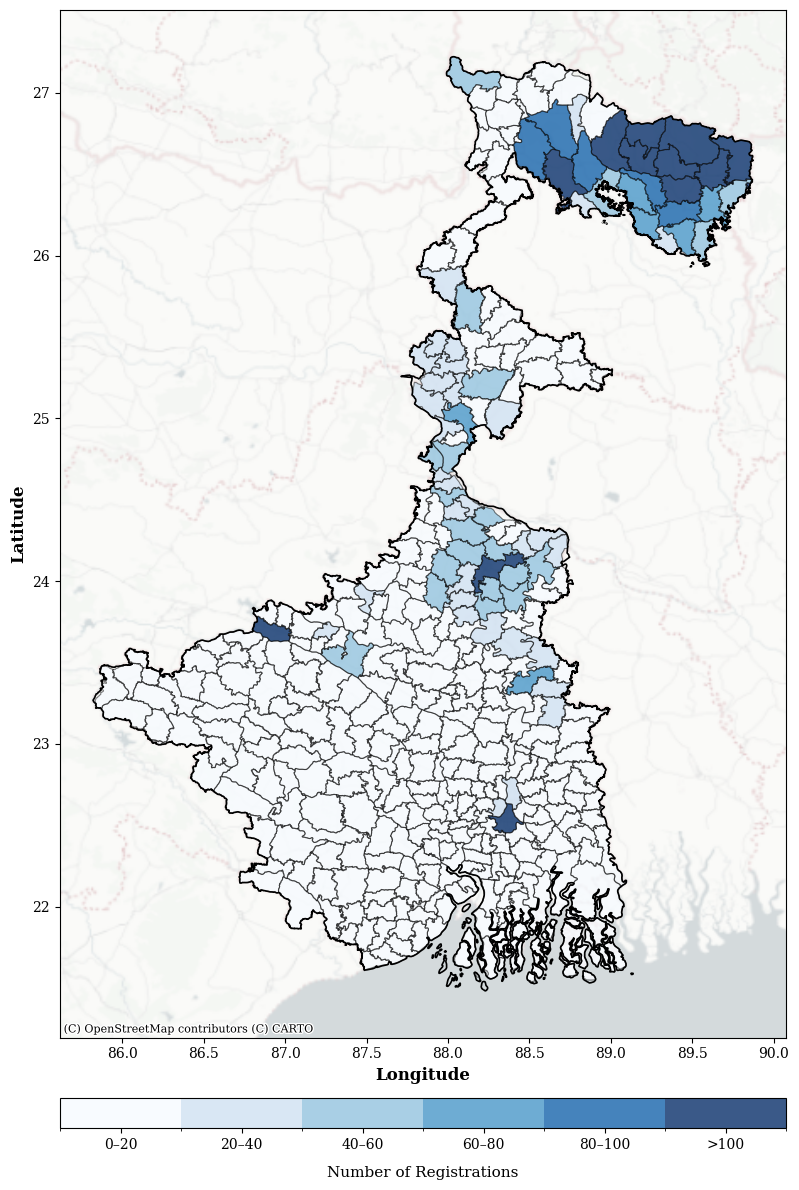 27
26
25
24
23
22
Latitude
(C) OpenStreetMap contributors (C) CARTO
86.0 86.5 87.0 87.5 88.0 88.5 89.0 89.5 90.0
Longitude
0–20 20–40 40–60 60–80 80–100 >100
Number of Registrations